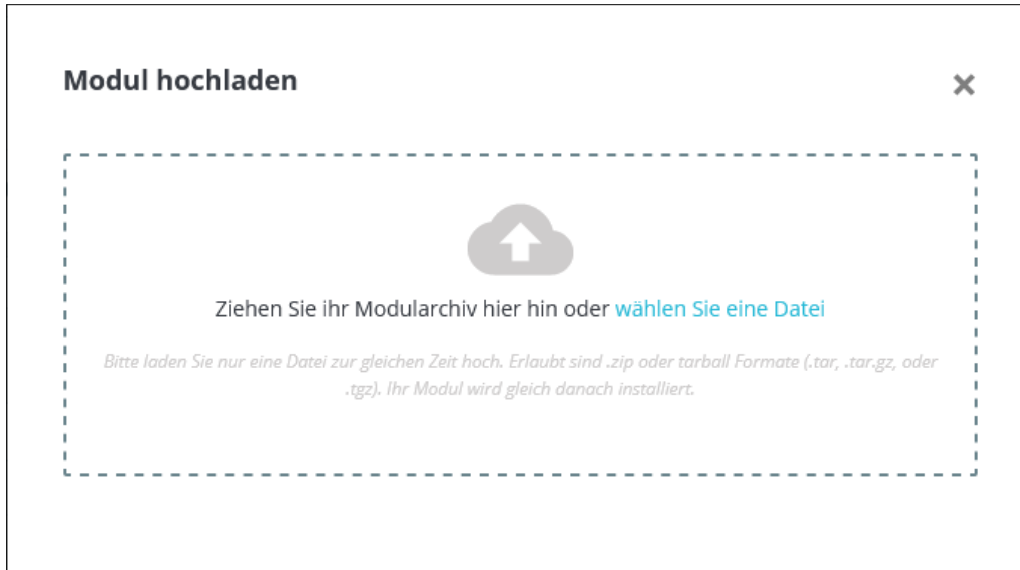 Modul hochladen
Ziehen Sie ihr Modularchiv hier hin oder wählen Sie eine Datei
Bitte laden Sie nur eine Datei zur gleichen Zeit hoch. Erlaubt sind .zip oder tarball Formate (.tar, .tar.gz, oder
.tgz). Ihr Modul wird gleich danach installiert.